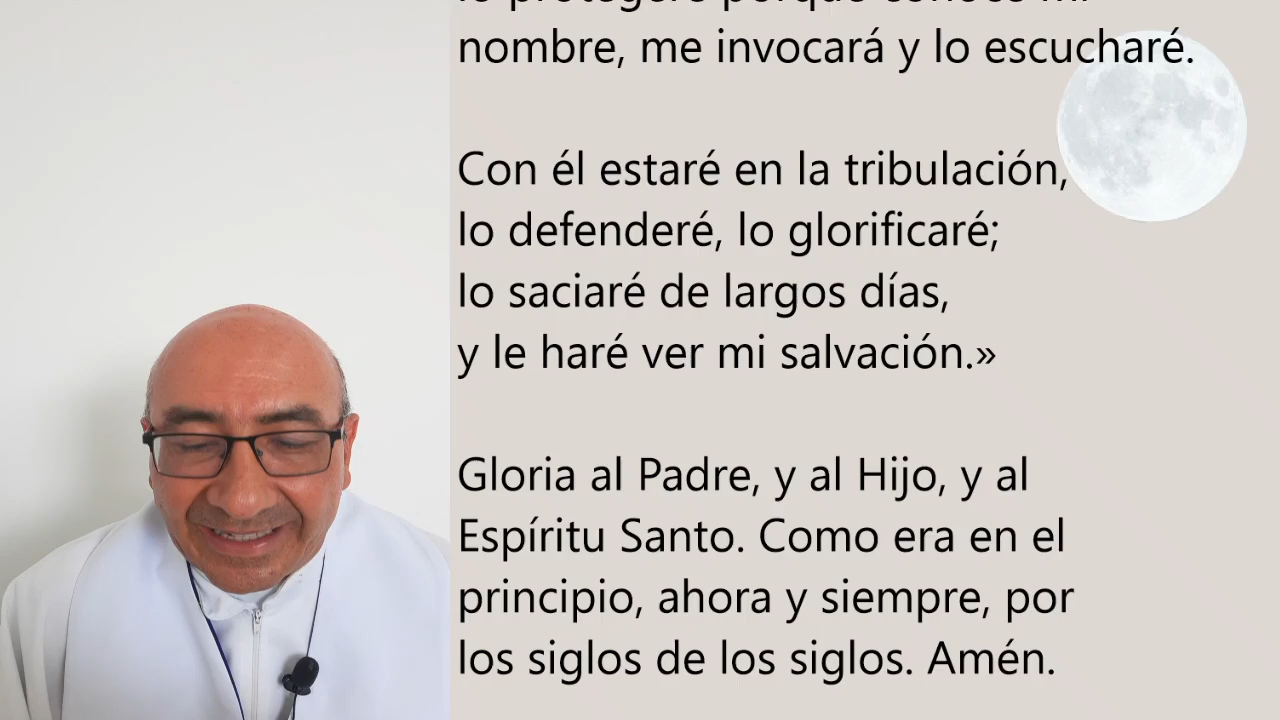 nombre, me invocará y lo escucharé.
Con él estaré en la tribulación,
lo defenderé, lo glorificaré;
lo saciaré de largos días,
y le haré ver mi salvación.»
Gloria al Padre, y al Hijo, y al
Espíritu Santo. Como era en el
principio, ahora y siempre, por
los siglos de los siglos. Amén.